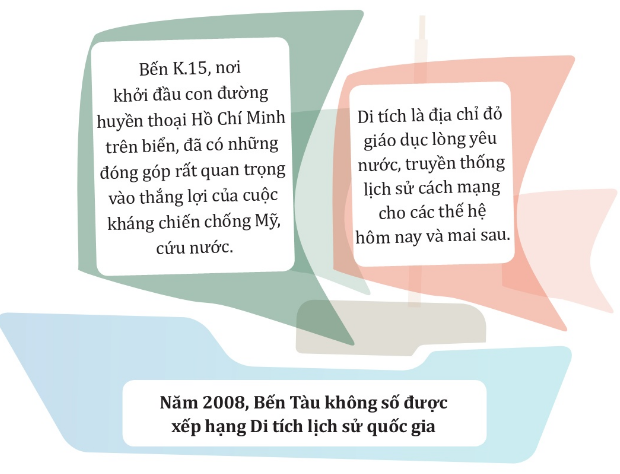 Bến K.15, nơi
khởi đầu con đường
huyền thoại Hồ Chí Minh
trên biển, đã có những
đóng góp rất quan trọng
vào thắng lợi của cuộc
kháng chiến chống Mỹ,
cứu nước.
Di tích là địa chỉ đỏ
giáo dục lòng yêu
nước, truyền thống
lịch sử cách mạng
cho các thế hệ
hôm nay và mai sau.
Năm 2008, Bến Tàu không số được
xếp hạng Di tích lịch sử quốc gia